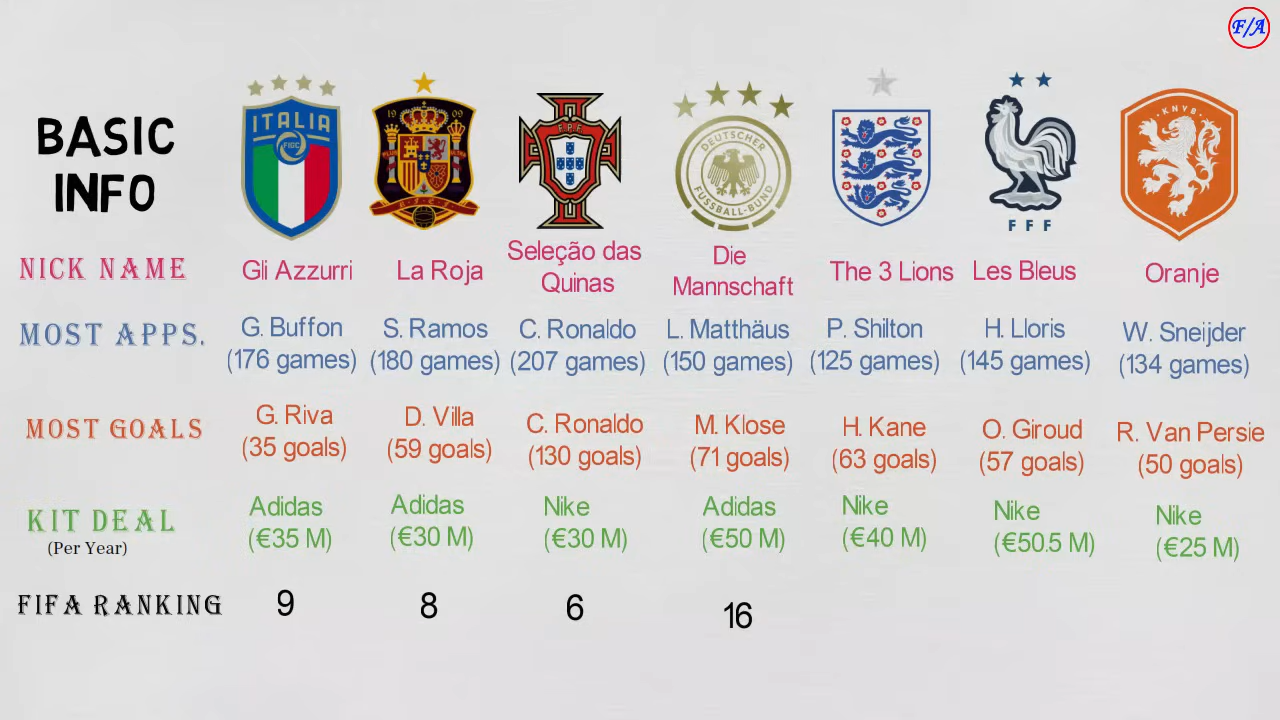 F/A
BASIC
INFO
ITALIA
FIGC
19 09
PLUS ULTRA
R.F.E.F.
F P F
DEUTSCHER
FUSSBALL-BUND
F F F
· K N V B ·
NICK NAME
Gli Azzurri
La Roja
Seleção das
Quinas
Die
Mannschaft
The 3 Lions
Les Bleus
Oranje
MOST APPS.
G. Buffon
(176 games)
S. Ramos
(180 games)
C. Ronaldo
(207 games)
L. Matthäus
(150 games)
P. Shilton
(125 games)
H. Lloris
(145 games)
W. Sneijder
(134 games)
MOST GOALS
G. Riva
(35 goals)
D. Villa
(59 goals)
C. Ronaldo
(130 goals)
M. Klose
(71 goals)
H. Kane
(63 goals)
O. Giroud
(57 goals)
R. Van Persie
(50 goals)
KIT DEAL
(Per Year)
Adidas
(€35 M)
Adidas
(€30 M)
Nike
(€30 M)
Adidas
(€50 M)
Nike
(€40 M)
Nike
(€50.5 M)
Nike
(€25 M)
FIFA RANKING
9
8
6
16